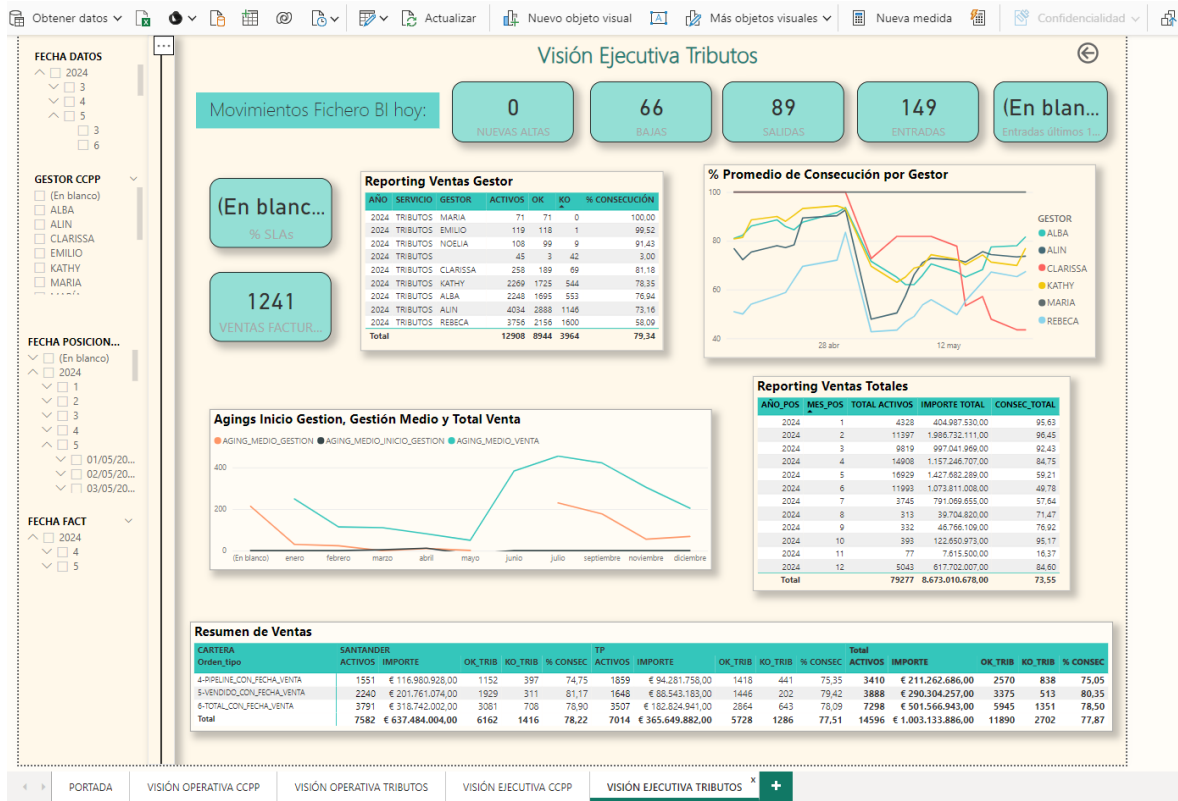 Obtener datos
Actualizar
Nuevo objeto visual
Más objetos visuales
Nueva medida
Confidencialidad
FECHA DATOS
2024
3
4
5
3
6
GESTOR CCPP
(En blanco)
ALBA
ALIN
CLARISSA
EMILIO
KATHY
MARIA
FECHA POSICION...
(En blanco)
2024
1
2
3
4
5
01/05/20...
02/05/20...
03/05/20...
FECHA FACT
2024
4
5
Visión Ejecutiva Tributos
Movimientos Fichero BI hoy:
0
NUEVAS ALTAS
66
BAJAS
89
SALIDAS
149
ENTRADAS
(En blan...
Entradas últimos 1...
(En blanc...
% SLAs
1241
VENTAS FACTUR...
Reporting Ventas Gestor
AÑO SERVICIO GESTOR ACTIVOS OK KO % CONSECUCIÓN
2024 TRIBUTOS MARIA 71 71 0 100,00
2024 TRIBUTOS EMILIO 119 118 1 99,52
2024 TRIBUTOS NOELIA 108 99 9 91,43
2024 TRIBUTOS 45 3 42 3,00
2024 TRIBUTOS CLARISSA 258 189 69 81,18
2024 TRIBUTOS KATHY 2269 1725 544 78,35
2024 TRIBUTOS ALBA 2248 1695 553 76,94
2024 TRIBUTOS ALIN 4034 2888 1146 73,16
2024 TRIBUTOS REBECA 3756 2156 1600 58,09
Total 12908 8944 3964 79,34
% Promedio de Consecución por Gestor
100
80
60
40
28 abr
12 may
GESTOR
ALBA
ALIN
CLARISSA
KATHY
MARIA
REBECA
Agings Inicio Gestion, Gestión Medio y Total Venta
AGING_MEDIO_GESTION AGING_MEDIO_INICIO_GESTION AGING_MEDIO_VENTA
400
200
0
(En blanco) enero febrero marzo abril mayo junio julio septiembre noviembre diciembre
Reporting Ventas Totales
AÑO_POS MES_POS TOTAL ACTIVOS IMPORTE TOTAL CONSEC_TOTAL
2024 1 4328 404.987.530,00 95,63
2024 2 11397 1.986.732.111,00 96,45
2024 3 9819 997.041.969,00 92,43
2024 4 14908 1.157.246.707,00 84,75
2024 5 16929 1.427.682.289,00 59,21
2024 6 11993 1.073.811.008,00 49,78
2024 7 3745 791.069.655,00 57,64
2024 8 313 39.704.820,00 71,47
2024 9 332 46.766.109,00 76,92
2024 10 393 122.650.973,00 95,17
2024 11 77 7.615.500,00 16,37
2024 12 5043 617.702.007,00 84,60
Total 79277 8.673.010.678,00 73,55
Resumen de Ventas
CARTERA SANTANDER TP Total
Orden_tipo ACTIVOS IMPORTE OK_TRIB KO_TRIB % CONSEC ACTIVOS IMPORTE OK_TRIB KO_TRIB % CONSEC ACTIVOS IMPORTE OK_TRIB KO_TRIB % CONSEC
4-PIPELINE_CON_FECHA_VENTA 1551 € 116.980.928,00 1152 397 74,75 1859 € 94.281.758,00 1418 441 75,35 3410 € 211.262.686,00 2570 838 75,05
5-VENDIDO_CON_FECHA_VENTA 2240 € 201.761.074,00 1929 311 81,17 1648 € 88.543.183,00 1446 202 79,42 3888 € 290.304.257,00 3375 513 80,35
6-TOTAL_CON_FECHA_VENTA 3791 € 318.742.002,00 3081 708 78,90 3507 € 182.824.941,00 2864 643 78,09 7298 € 501.566.943,00 5945 1351 78,50
Total 7582 € 637.484.004,00 6162 1416 78,22 7014 € 365.649.882,00 5728 1286 77,51 14596 € 1.003.133.886,00 11890 2702 77,87
PORTADA
VISIÓN OPERATIVA CCPP
VISIÓN OPERATIVA TRIBUTOS
VISIÓN EJECUTIVA CCPP
VISIÓN EJECUTIVA TRIBUTOS